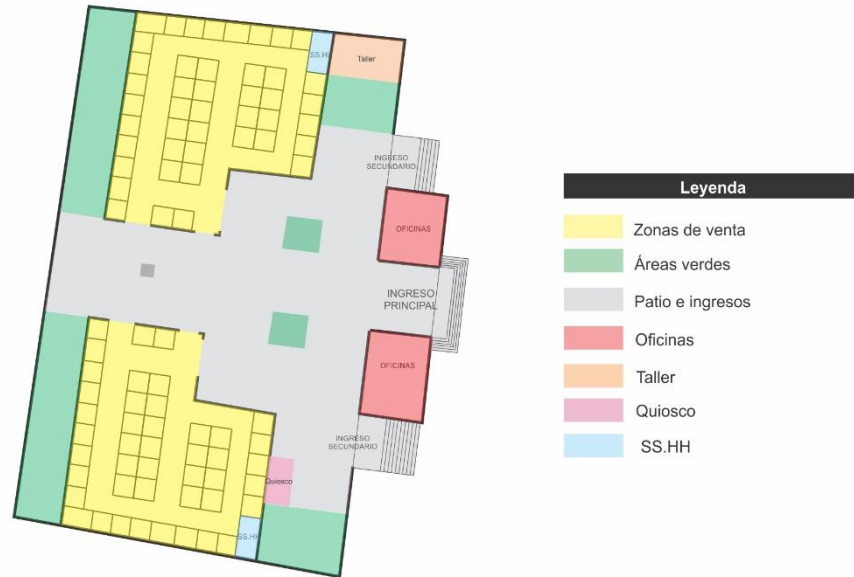 SS.HH
Taller
INGRESO
SECUNDARIO
OFICINAS
INGRESO
PRINCIPAL
OFICINAS
INGRESO
SECUNDARIO
Quiosco
SS.HH
Leyenda
Zonas de venta
Áreas verdes
Patio e ingresos
Oficinas
Taller
Quiosco
SS.HH